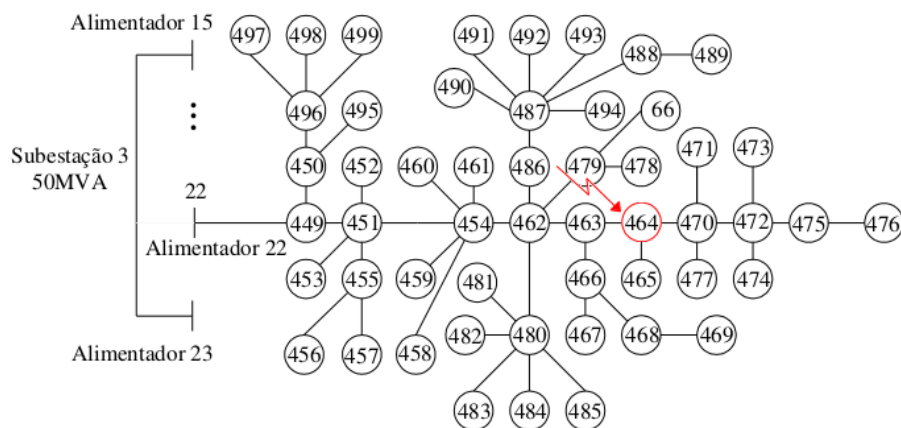 Alimentador 15
497 498 499 491 492 493
488 489
490
496 495 487 494 66
⋮
Subestação 3
50MVA
450 452 460 461 486 479 478 471 473
22
449 451 454 462 463 464 470 472 475 476
Alimentador 22
453 455 459 481 466 465 477 474
482 480 467 468 469
Alimentador 23
456 457 458
483 484 485